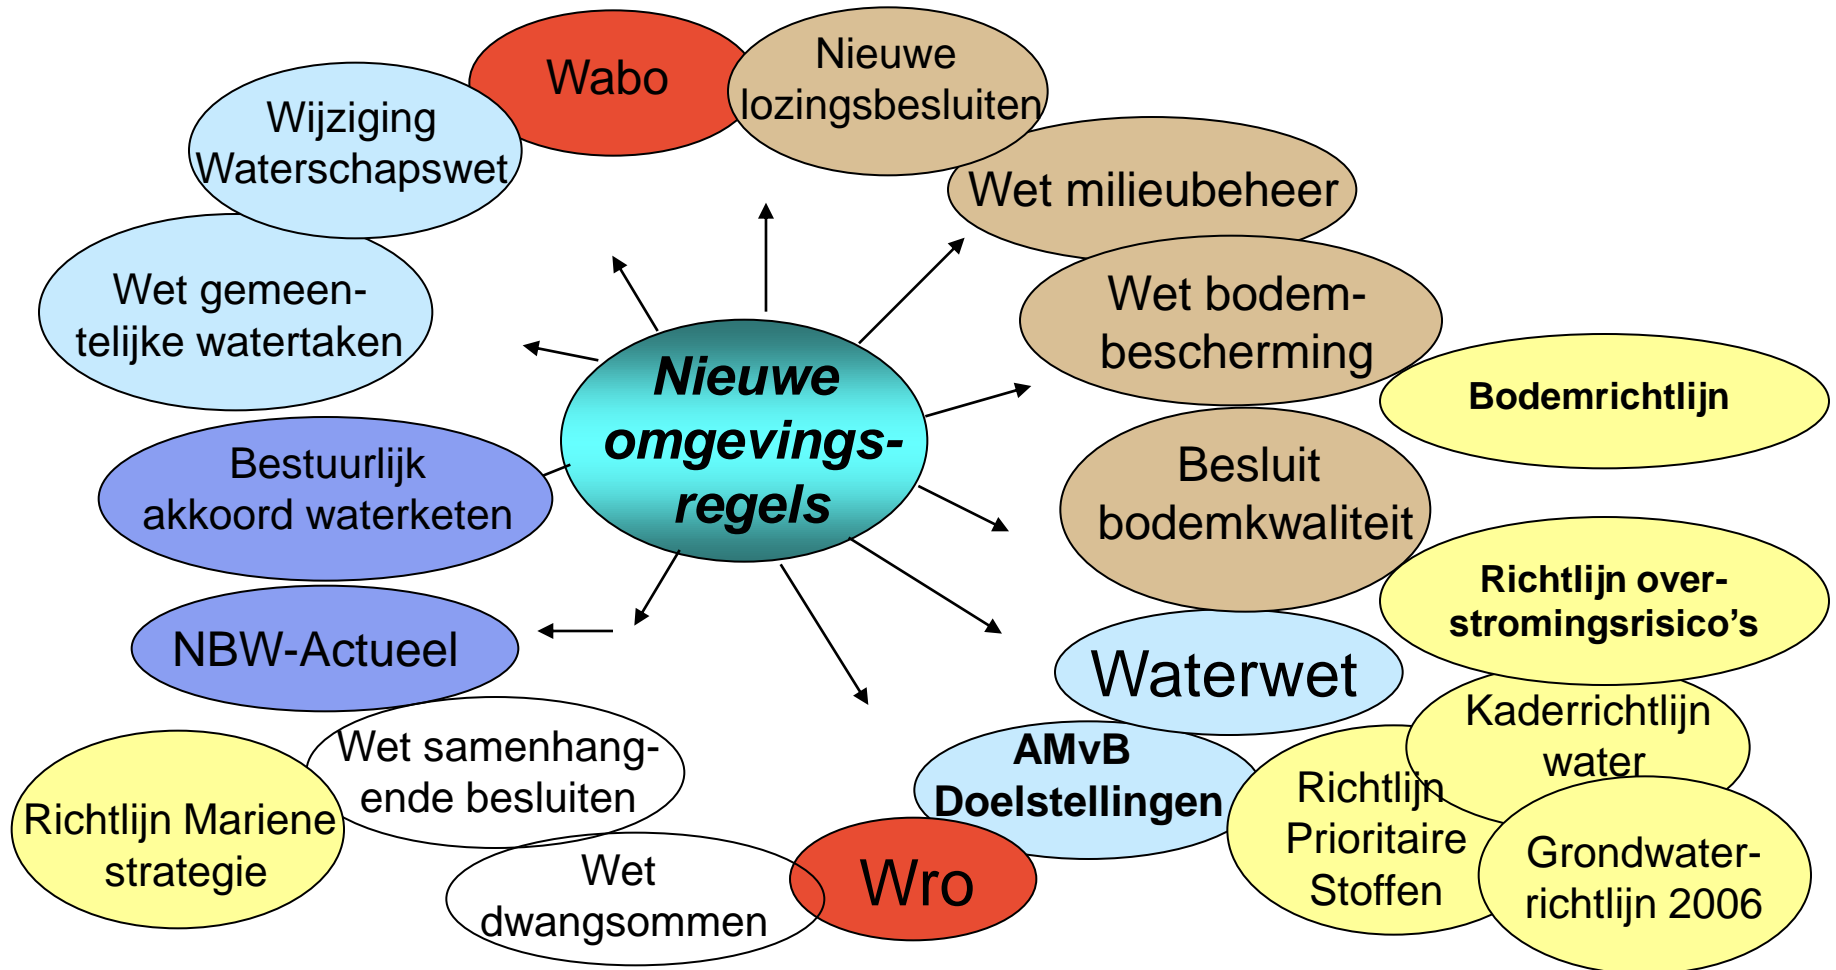 Wabo
Nieuwe
lozingsbesluiten
Wijziging
Waterschapswet
Wet milieubeheer
Wet gemeen-
telijke watertaken
Wet bodem-
bescherming
Nieuwe
omgevings-
regels
Bodemrichtlijn
Bestuurlijk
akkoord waterketen
Besluit
bodemkwaliteit
Richtlijn over-
stromingsrisico’s
NBW-Actueel
Waterwet
Kaderrichtlijn
water
Wet samenhang-
ende besluiten
AMvB
Doelstellingen
Richtlijn
Prioritaire
Stoffen
Richtlijn Mariene
strategie
Wet
dwangsommen
Wro
Grondwater-
richtlijn 2006